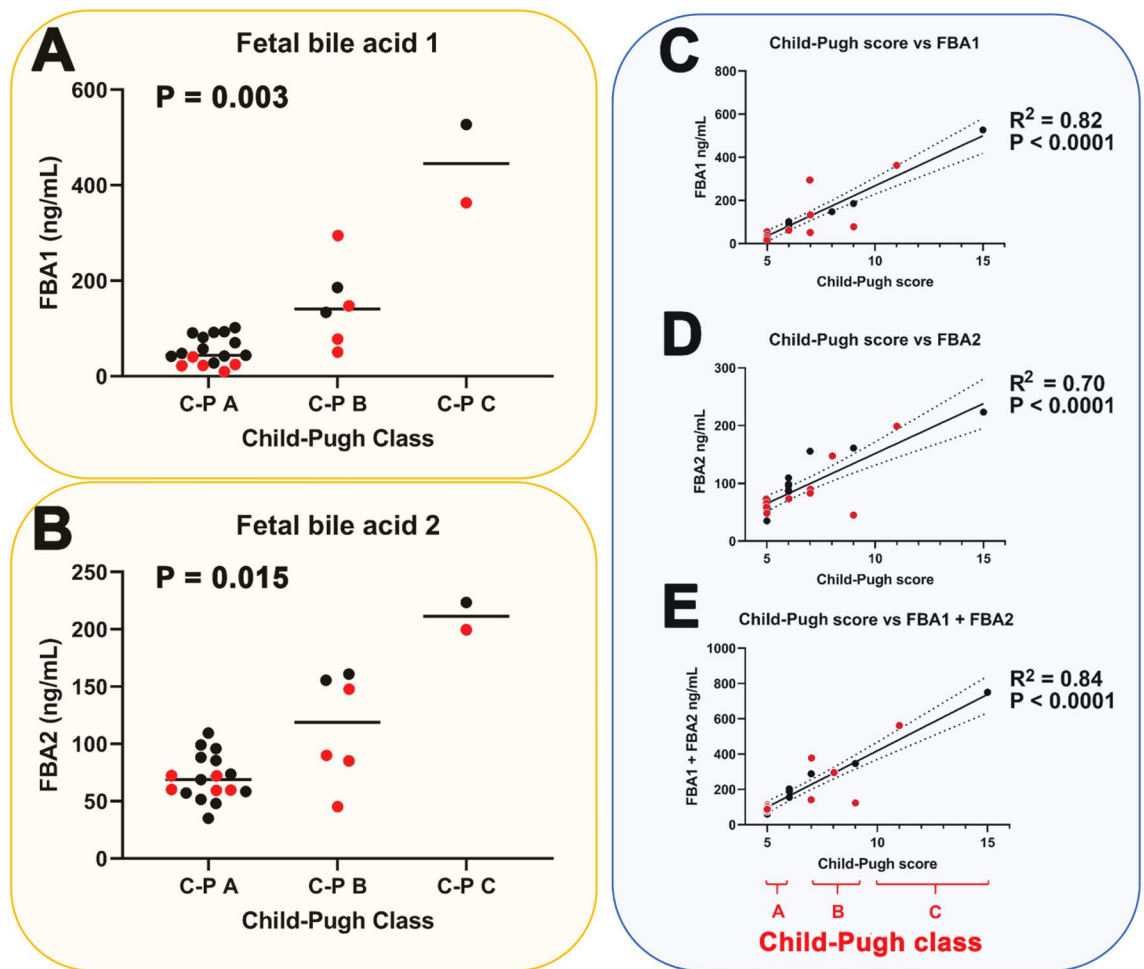 A
Fetal bile acid 1
P = 0.003
600
400
200
0
FBA1 (ng/mL)
C-P A
C-P B
C-P C
Child-Pugh Class
B
Fetal bile acid 2
P = 0.015
250
200
150
100
50
0
FBA2 (ng/mL)
C-P A
C-P B
C-P C
Child-Pugh Class
C
Child-Pugh score vs FBA1
800
600
400
200
0
FBA1 ng/mL
R² = 0.82
P < 0.0001
5
10
15
Child-Pugh score
D
Child-Pugh score vs FBA2
300
200
100
0
FBA2 ng/mL
R² = 0.70
P < 0.0001
5
10
15
Child-Pugh score
E
Child-Pugh score vs FBA1 + FBA2
1000
800
600
400
200
0
FBA1 + FBA2 ng/mL
R² = 0.84
P < 0.0001
5
10
15
Child-Pugh score
A
B
C
Child-Pugh class